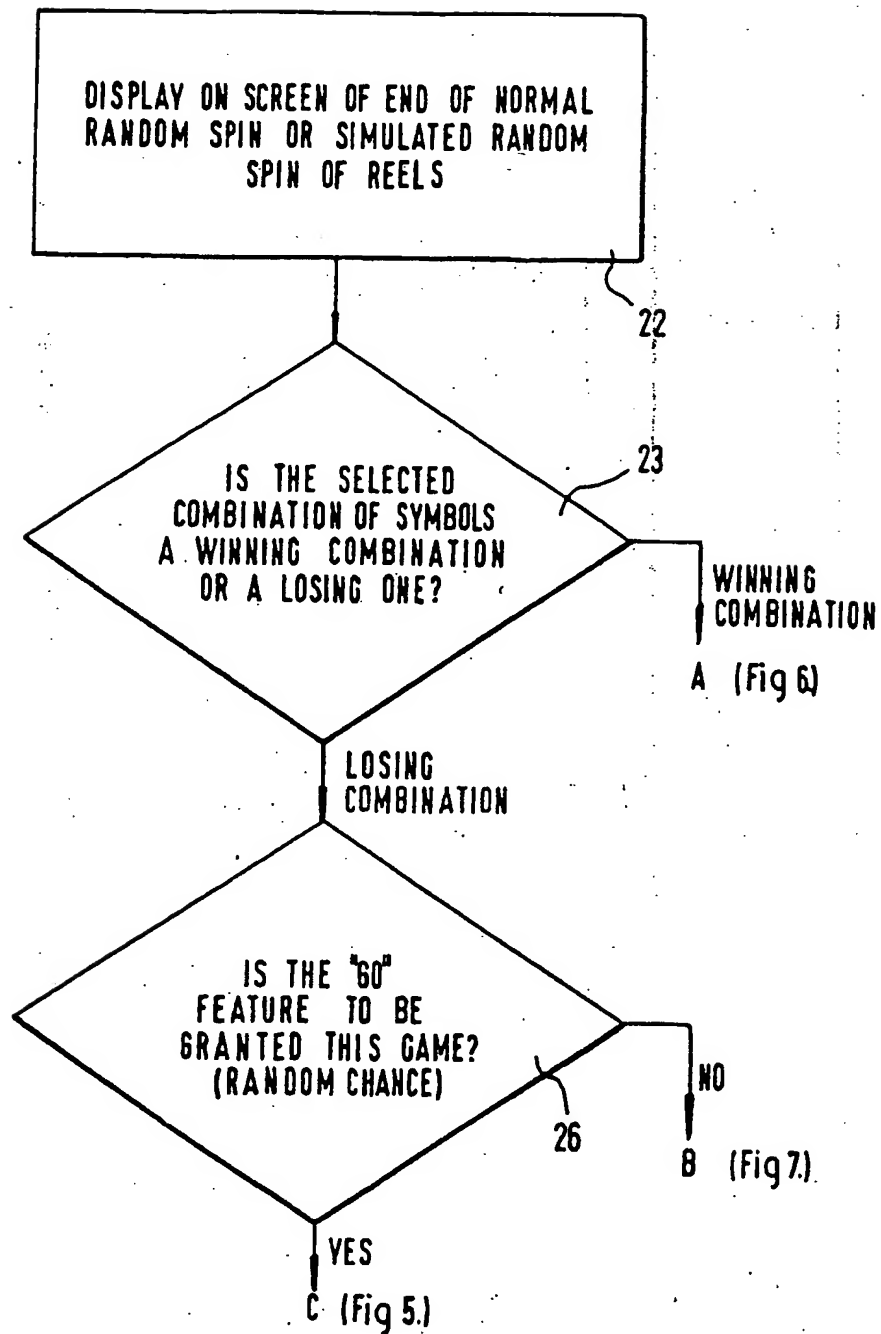 DISPLAY ON SCREEN OF END OF NORMAL
RANDOM SPIN OR SIMULATED RANDOM
SPIN OF REELS
22
IS THE SELECTED
COMBINATION OF SYMBOLS
A WINNING COMBINATION
OR A LOSING ONE?
23
WINNING
COMBINATION
A (Fig 6.)
LOSING
COMBINATION
IS THE "GO"
FEATURE TO BE
GRANTED THIS GAME?
(RANDOM CHANCE)
26
NO
B (Fig 7.)
YES
C (Fig 5.)